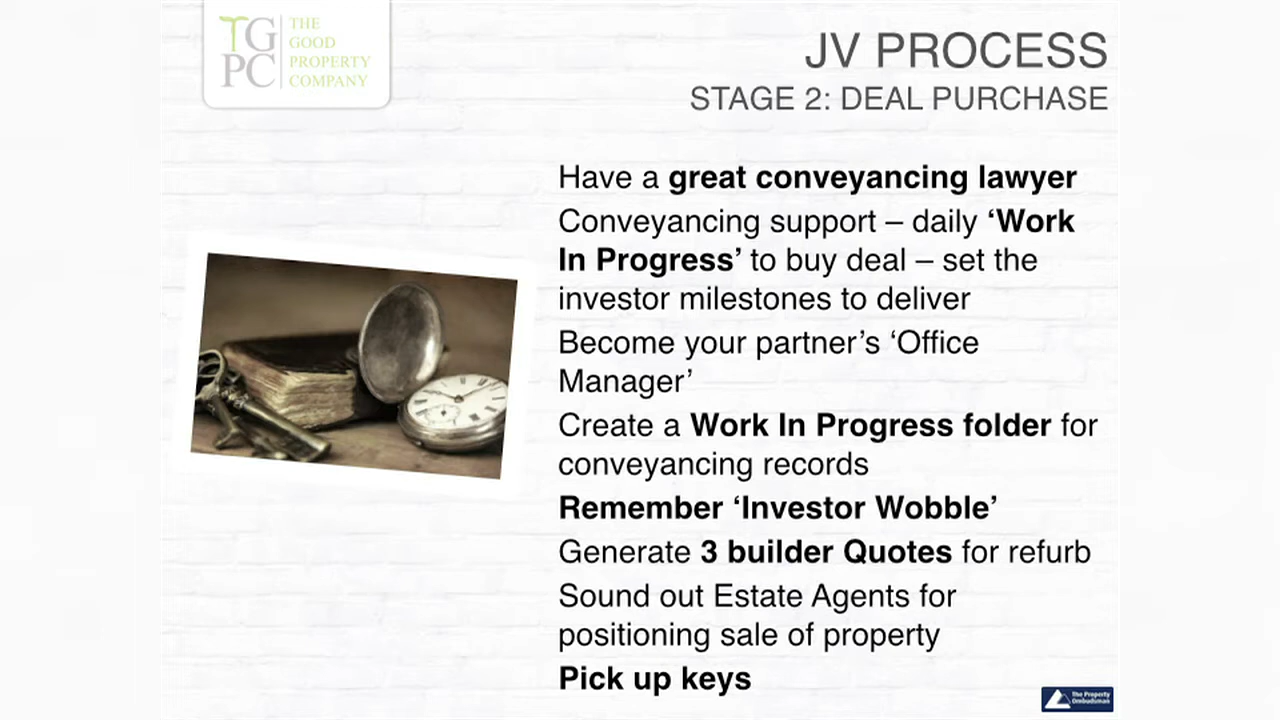 TG
PC
THE
GOOD
PROPERTY
COMPANY
JV PROCESS
STAGE 2: DEAL PURCHASE
Have a great conveyancing lawyer
Conveyancing support – daily ‘Work
In Progress’ to buy deal – set the
investor milestones to deliver
Become your partner’s ‘Office
Manager’
Create a Work In Progress folder for
conveyancing records
Remember ‘Investor Wobble’
Generate 3 builder Quotes for refurb
Sound out Estate Agents for
positioning sale of property
Pick up keys
The Property
Ombudsman